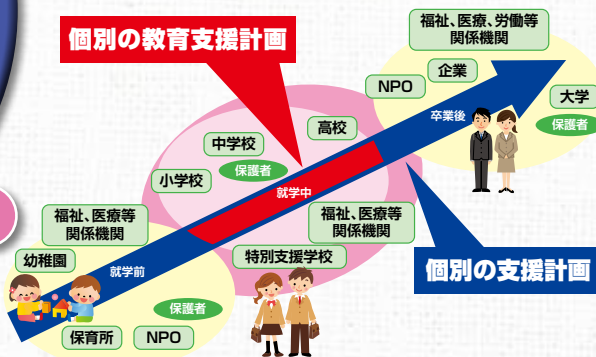 個別の教育支援計画
福祉、医療、労働等
関係機関
企業
NPO
大学
保護者
卒業後
高校
中学校
保護者
小学校
就学中
福祉、医療等
関係機関
特別支援学校
個別の支援計画
福祉、医療等
関係機関
幼稚園
就学前
保護者
保育所
NPO